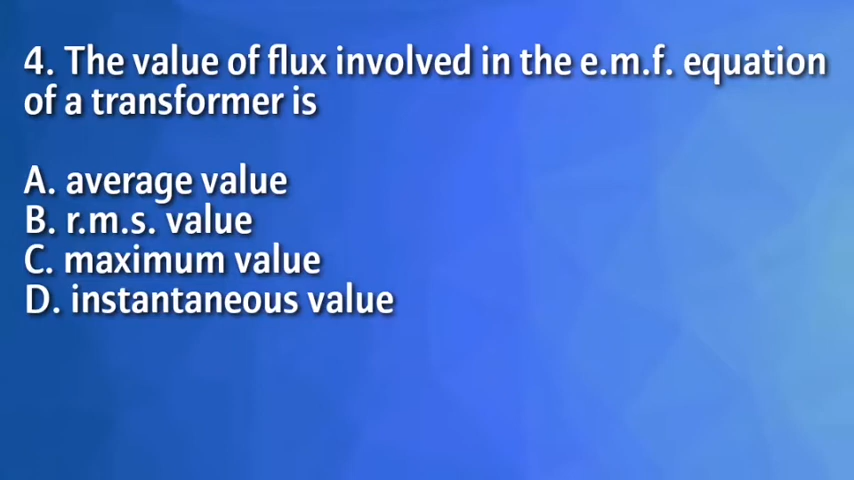 4. The value of flux involved in the e.m.f. equation
of a transformer is
A. average value
B. r.m.s. value
C. maximum value
D. instantaneous value